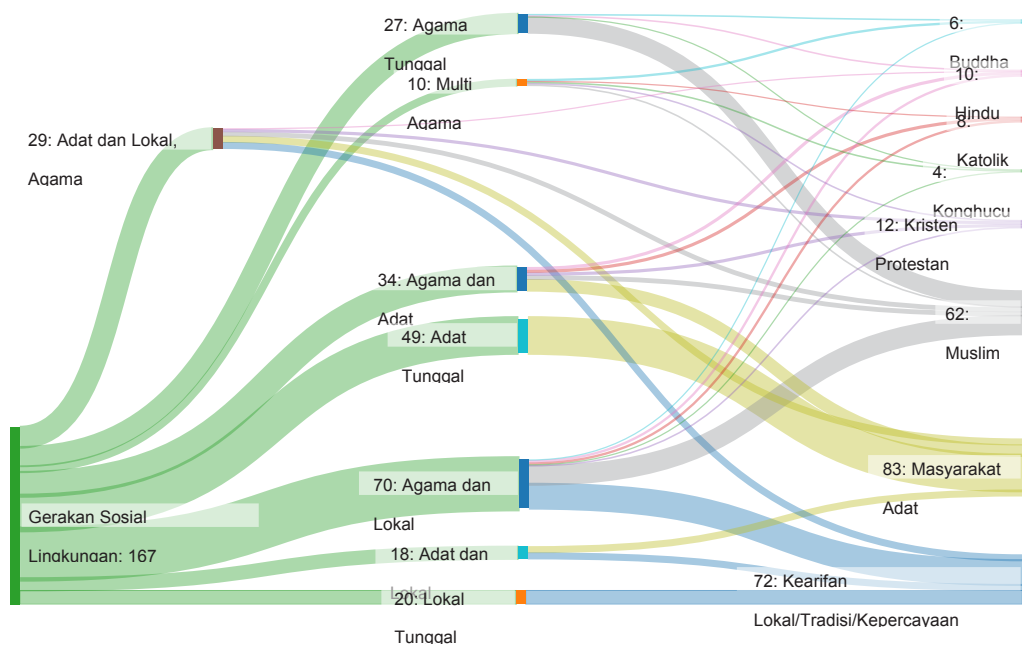 27: Agama
Tunggal
10: Multi
Agama
29: Adat dan Lokal,
Agama
34: Agama dan
Adat
49: Adat
Tunggal
70: Agama dan
Lokal
18: Adat dan
Lokal
20: Lokal
Tunggal
Gerakan Sosial
Lingkungan: 167
6:
Buddha
10:
Hindu
8:
Katolik
4:
Konghucu
12: Kristen
Protestan
62:
Muslim
83: Masyarakat
Adat
72: Kearifan
Lokal/Tradisi/Kepercayaan